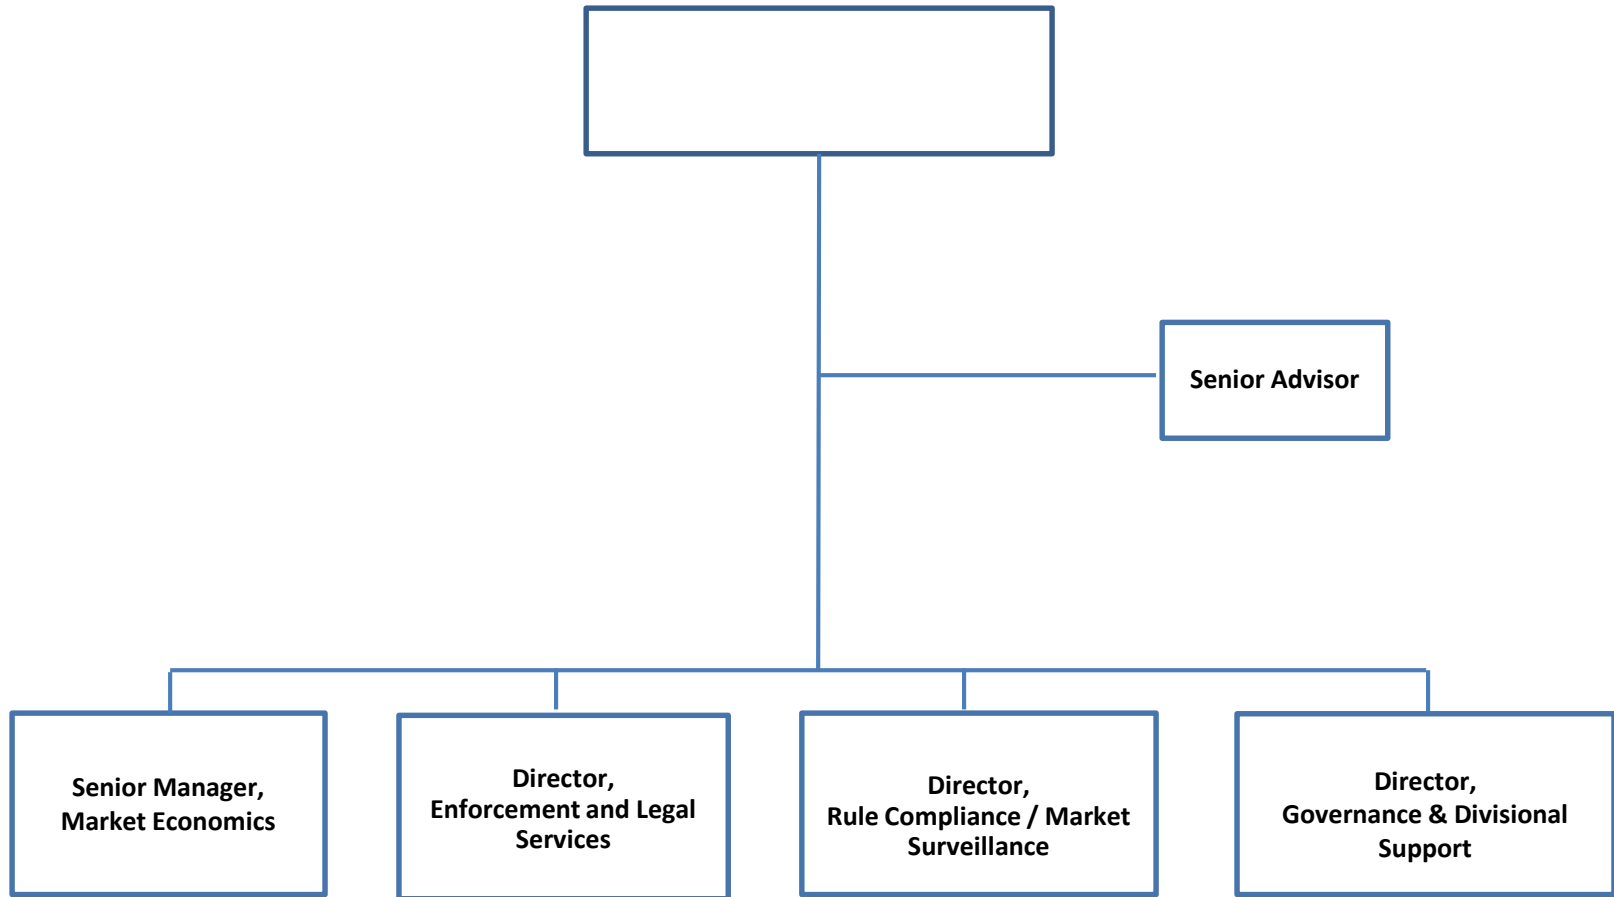 Senior Advisor
Senior Manager,
Market Economics
Director,
Enforcement and Legal
Services
Director,
Rule Compliance / Market
Surveillance
Director,
Governance & Divisional
Support